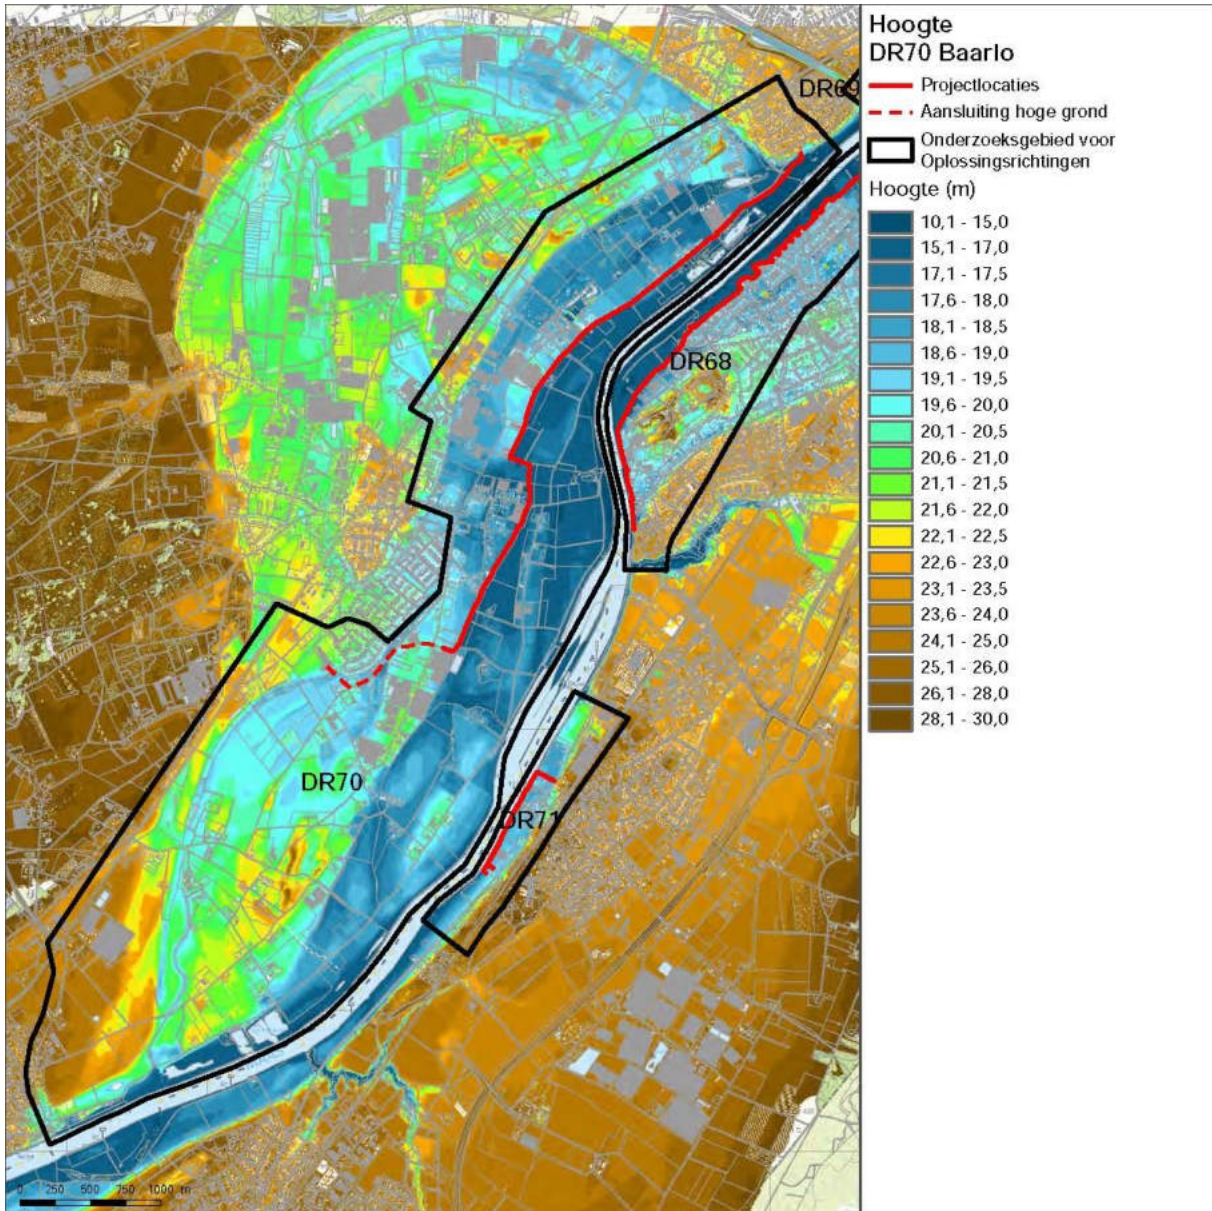 Hoogte
DR70 Baarlo
Projectlocaties
Aansluiting hoge grond
Onderzoeksgebied voor
Oplossingsrichtingen
Hoogte (m)
10,1 - 15,0
15,1 - 17,0
17,1 - 17,5
17,6 - 18,0
18,1 - 18,5
18,6 - 19,0
19,1 - 19,5
19,6 - 20,0
20,1 - 20,5
20,6 - 21,0
21,1 - 21,5
21,6 - 22,0
22,1 - 22,5
22,6 - 23,0
23,1 - 23,5
23,6 - 24,0
24,1 - 25,0
25,1 - 26,0
26,1 - 28,0
28,1 - 30,0
DR69
DR68
DR70
DR71
0 250 500 750 1000 m